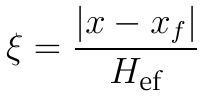 ξ = |x − x_f| / H_ef